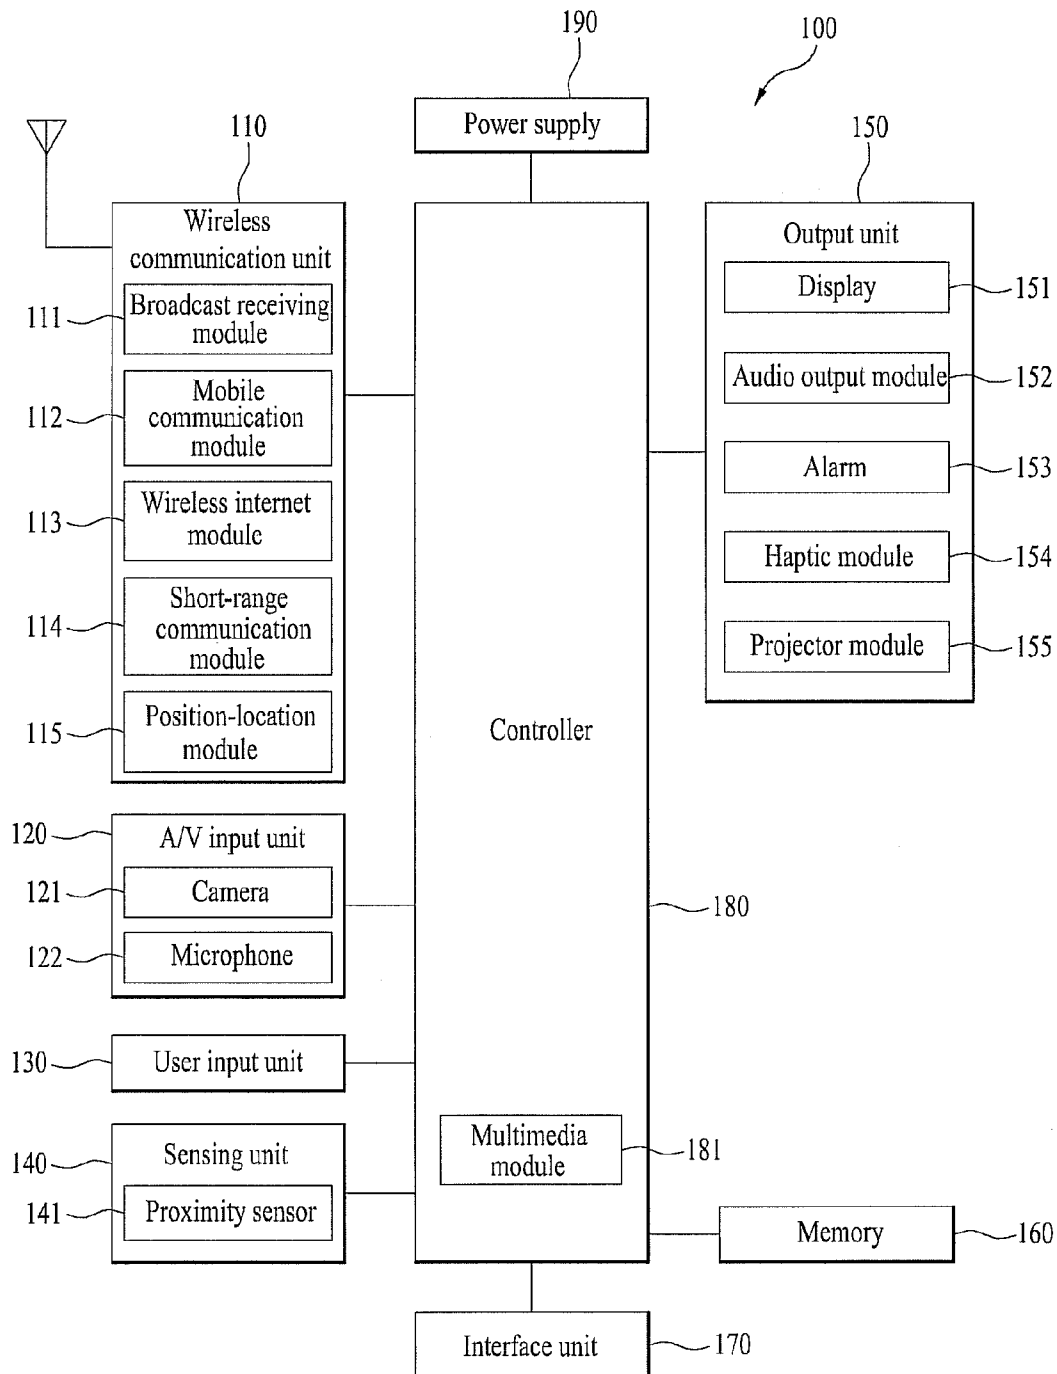 190
100
Power supply
110
150
Wireless
communication unit
111
Broadcast receiving
module
112
Mobile
communication
module
113
Wireless internet
module
114
Short-range
communication
module
115
Position-location
module
120
A/V input unit
121
Camera
122
Microphone
130
User input unit
140
Sensing unit
141
Proximity sensor
Controller
180
Multimedia
module
181
Output unit
Display
151
Audio output module
152
Alarm
153
Haptic module
154
Projector module
155
Memory
160
Interface unit
170